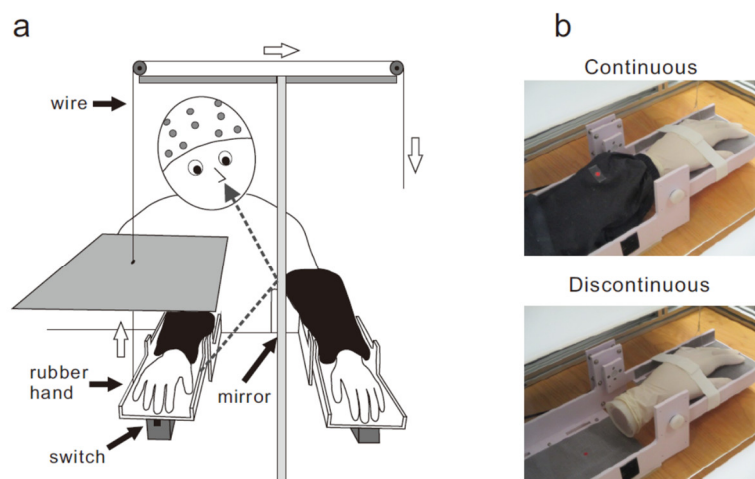 a
wire
rubber
hand
switch
mirror
b
Continuous
Discontinuous